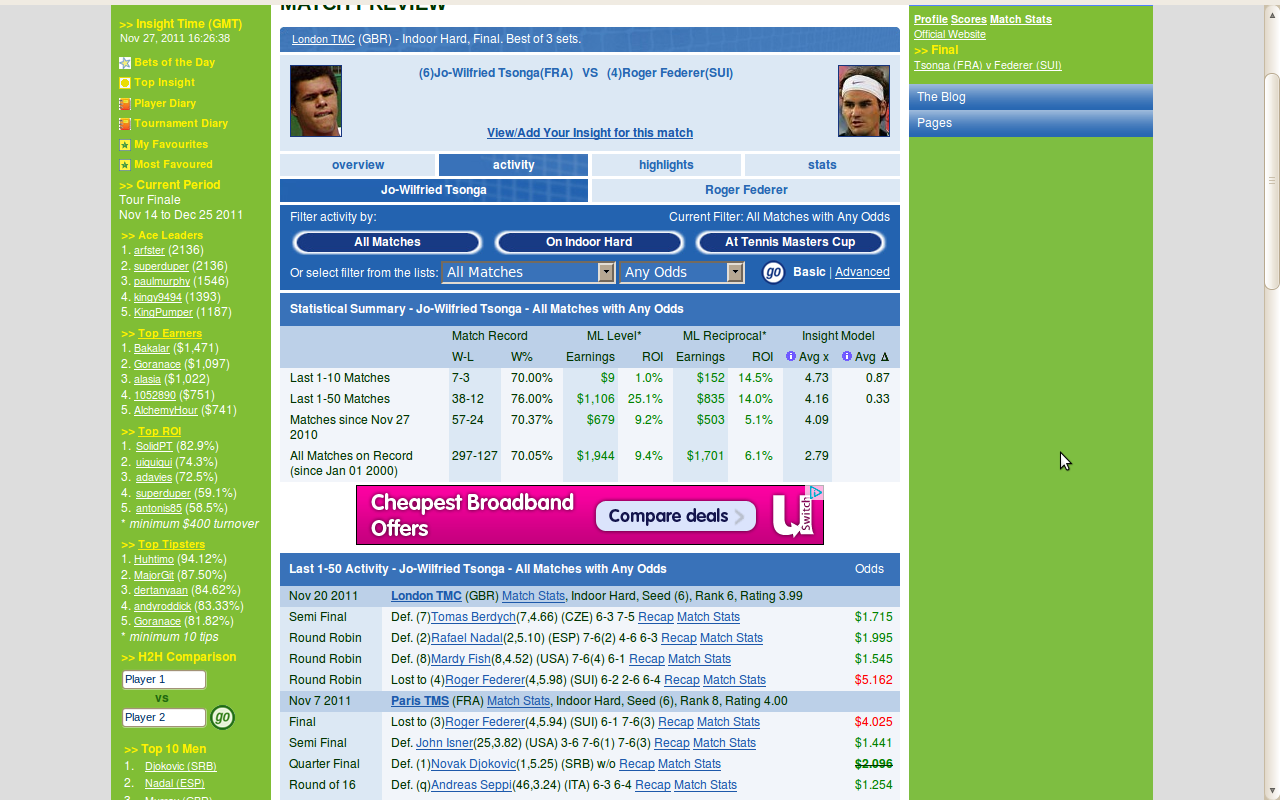 MATCH PREVIEW
>> Insight Time (GMT)
Nov 27, 2011 16:26:38
Bets of the Day
Top Insight
Player Diary
Tournament Diary
My Favourites
Most Favoured
>> Current Period
Tour Finale
Nov 14 to Dec 25 2011
>> Ace Leaders
1. arfster (2136)
2. superduper (2136)
3. paulmurphy (1546)
4. kingy9494 (1393)
5. KingPumper (1187)
>> Top Earners
1. Bakalar ($1,471)
2. Goranace ($1,097)
3. alasia ($1,022)
4. 1052890 ($751)
5. AlchemyHour ($741)
>> Top ROI
1. SolidPT (82.9%)
2. uiquiqui (74.3%)
3. adavies (72.5%)
4. superduper (59.1%)
5. antonis85 (58.5%)
* minimum $400 turnover
>> Top Tipsters
1. Huhtimo (94.12%)
2. MajorGit (87.50%)
3. dertanyaan (84.62%)
4. andyroddick (83.33%)
5. Goranace (81.82%)
* minimum 10 tips
>> H2H Comparison
Player 1
vs
Player 2 go
>> Top 10 Men
1. Djokovic (SRB)
2. Nadal (ESP)
3. Murray (GBR)
London TMC (GBR) - Indoor Hard, Final. Best of 3 sets.
(6)Jo-Wilfried Tsonga(FRA) VS (4)Roger Federer(SUI)
View/Add Your Insight for this match
overview activity highlights stats
Jo-Wilfried Tsonga Roger Federer
Filter activity by: Current Filter: All Matches with Any Odds
All Matches On Indoor Hard At Tennis Masters Cup
Or select filter from the lists: All Matches Any Odds go Basic | Advanced
Statistical Summary - Jo-Wilfried Tsonga - All Matches with Any Odds
Match Record ML Level* ML Reciprocal* Insight Model
W-L W% Earnings ROI Earnings ROI i Avg x i Avg Δ
Last 1-10 Matches 7-3 70.00% $9 1.0% $152 14.5% 4.73 0.87
Last 1-50 Matches 38-12 76.00% $1,106 25.1% $835 14.0% 4.16 0.33
Matches since Nov 27 2010 57-24 70.37% $679 9.2% $503 5.1% 4.09
All Matches on Record (since Jan 01 2000) 297-127 70.05% $1,944 9.4% $1,701 6.1% 2.79
Cheapest Broadband
Offers
Compare deals
U Switch
Last 1-50 Activity - Jo-Wilfried Tsonga - All Matches with Any Odds Odds
Nov 20 2011 London TMC (GBR) Match Stats, Indoor Hard, Seed (6), Rank 6, Rating 3.99
Semi Final Def. (7)Tomas Berdych(7,4.66) (CZE) 6-3 7-5 Recap Match Stats $1.715
Round Robin Def. (2)Rafael Nadal(2,5.10) (ESP) 7-6(2) 4-6 6-3 Recap Match Stats $1.995
Round Robin Def. (8)Mardy Fish(8,4.52) (USA) 7-6(4) 6-1 Recap Match Stats $1.545
Round Robin Lost to (4)Roger Federer(4,5.98) (SUI) 6-2 2-6 6-4 Recap Match Stats $5.162
Nov 7 2011 Paris TMS (FRA) Match Stats, Indoor Hard, Seed (6), Rank 8, Rating 4.00
Final Lost to (3)Roger Federer(4,5.94) (SUI) 6-1 7-6(3) Recap Match Stats $4.025
Semi Final Def. John Isner(25,3.82) (USA) 3-6 7-6(1) 7-6(3) Recap Match Stats $1.441
Quarter Final Def. (1)Novak Djokovic(1,5.25) (SRB) w/o Recap Match Stats $2.096
Round of 16 Def. (q)Andreas Seppi(46,3.24) (ITA) 6-3 6-4 Recap Match Stats $1.254
Profile Scores Match Stats
Official Website
>> Final
Tsonga (FRA) v Federer (SUI)
The Blog
Pages